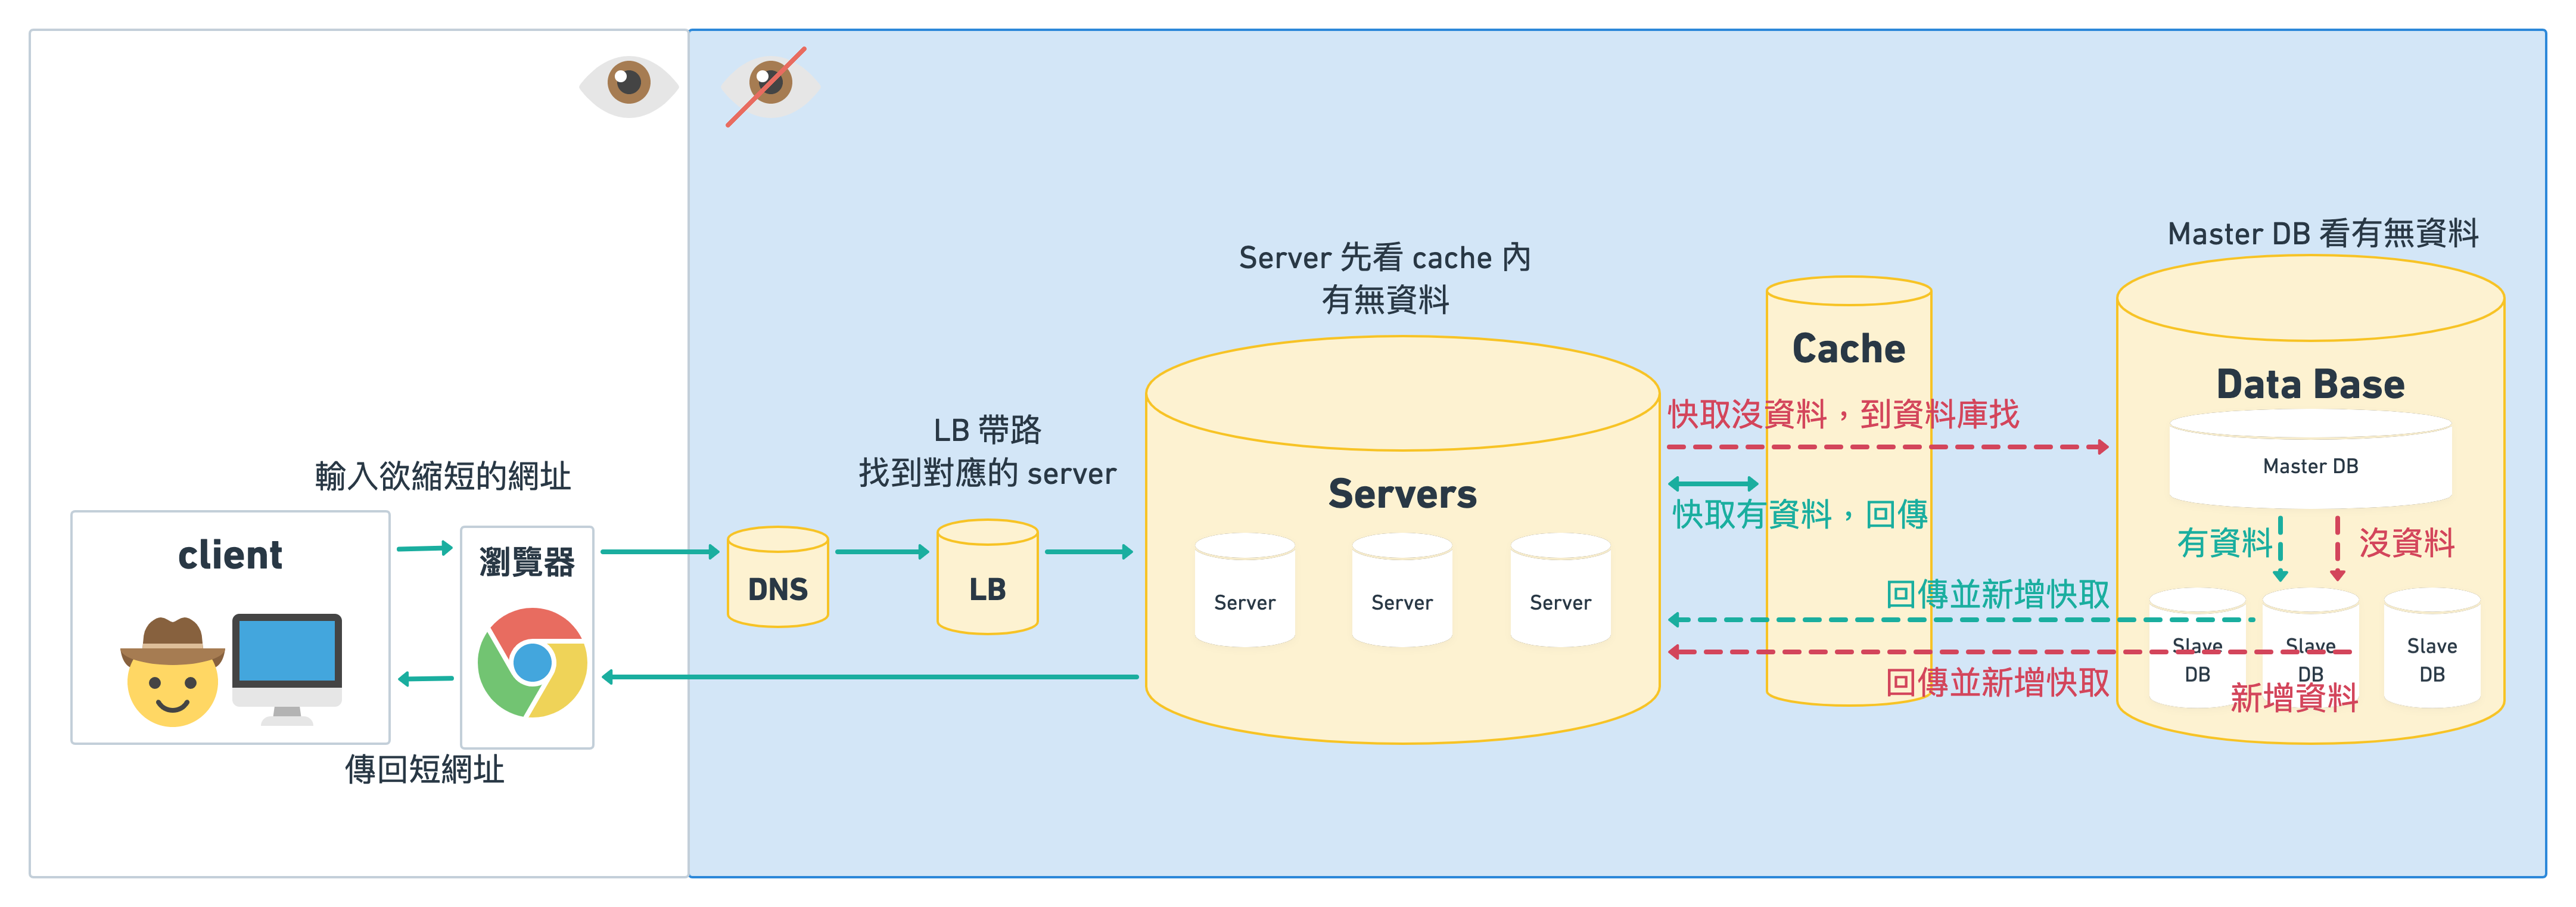 輸入欲縮短的網址
client
瀏覽器
傳回短網址
DNS
LB 帶路
找到對應的 server
LB
Server 先看 cache 內
有無資料
Servers
Server
Server
Server
Cache
快取沒資料，到資料庫找
快取有資料，回傳
回傳並新增快取
回傳並新增快取
Master DB 看有無資料
Data Base
Master DB
有資料
沒資料
Slave
DB
Slave
DB
Slave
DB
新增資料